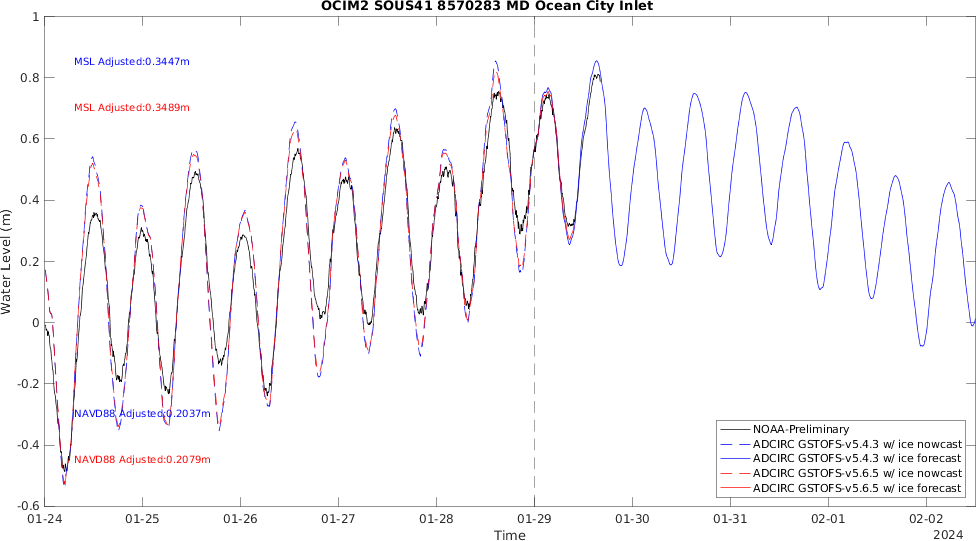 OCIM2 SOUS41 8570283 MD Ocean City Inlet
1
0.8
0.6
0.4
0.2
0
-0.2
-0.4
-0.6
Water Level (m)
MSL Adjusted:0.3447m
MSL Adjusted:0.3489m
NAVD88 Adjusted:0.2037m
NAVD88 Adjusted:0.2079m
NOAA-Preliminary
ADCIRC GSTOFS-v5.4.3 w/ ice nowcast
ADCIRC GSTOFS-v5.4.3 w/ ice forecast
ADCIRC GSTOFS-v5.6.5 w/ ice nowcast
ADCIRC GSTOFS-v5.6.5 w/ ice forecast
01-24 01-25 01-26 01-27 01-28 01-29 01-30 01-31 02-01 02-02
Time
2024